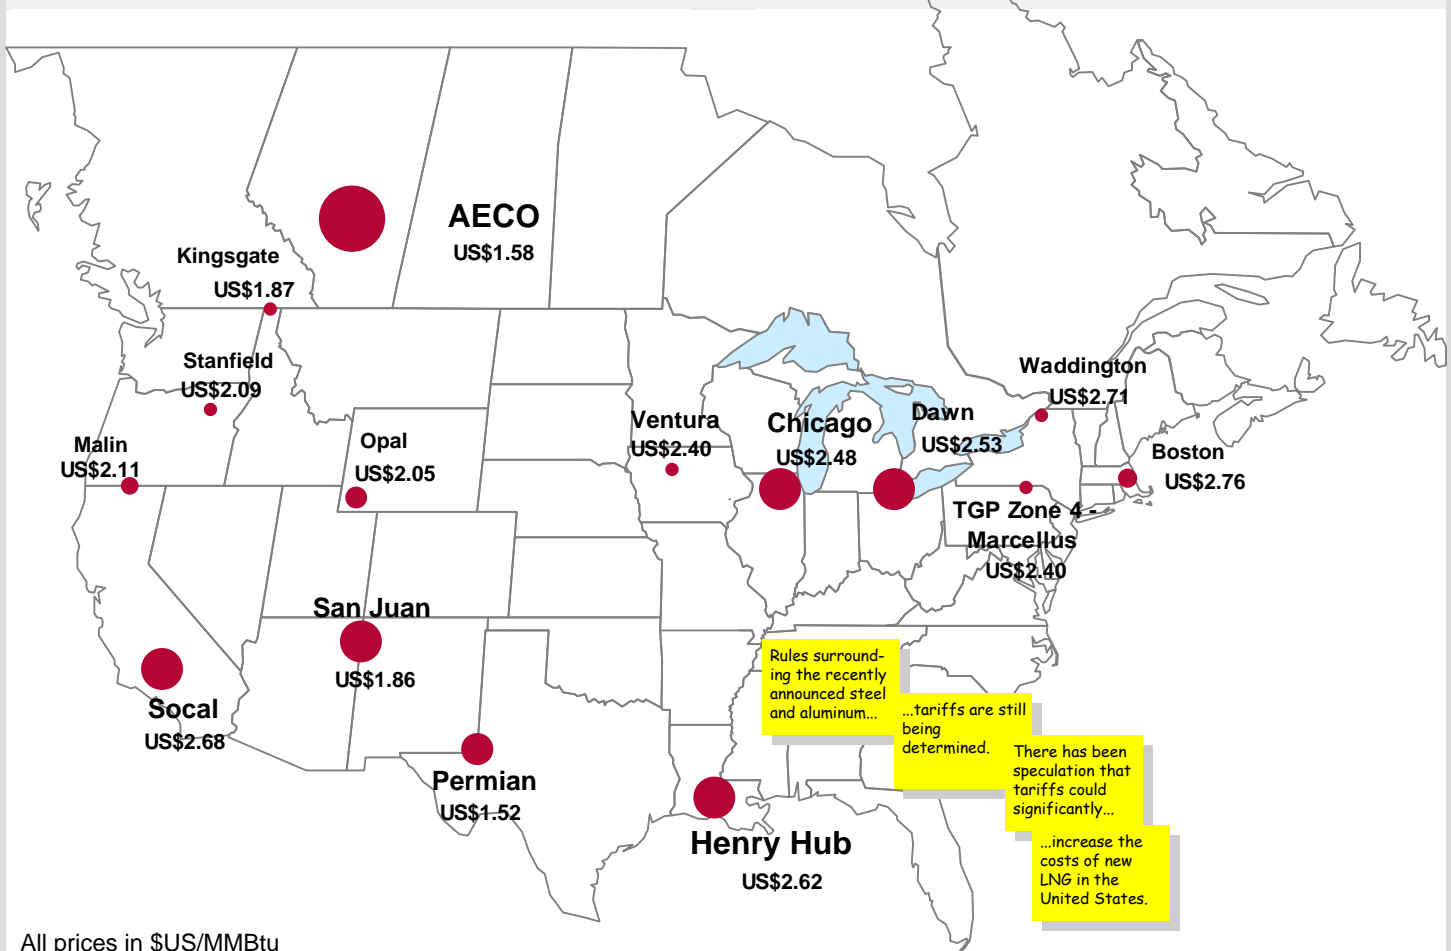 AECO
US$1.58
Kingsgate
US$1.87
Stanfield
US$2.09
Malin
US$2.11
Opal
US$2.05
Ventura
US$2.40
Chicago
US$2.48
Dawn
US$2.53
Waddington
US$2.71
Boston
US$2.76
TGP Zone 4 -
Marcellus
US$2.40
San Juan
US$1.86
Socal
US$2.68
Permian
US$1.52
Henry Hub
US$2.62
Rules surround-
ing the recently
announced steel
and aluminum...
...tariffs are still
being
determined.
There has been
speculation that
tariffs could
significantly...
...increase the
costs of new
LNG in the
United States.
All prices in $US/MMBtu